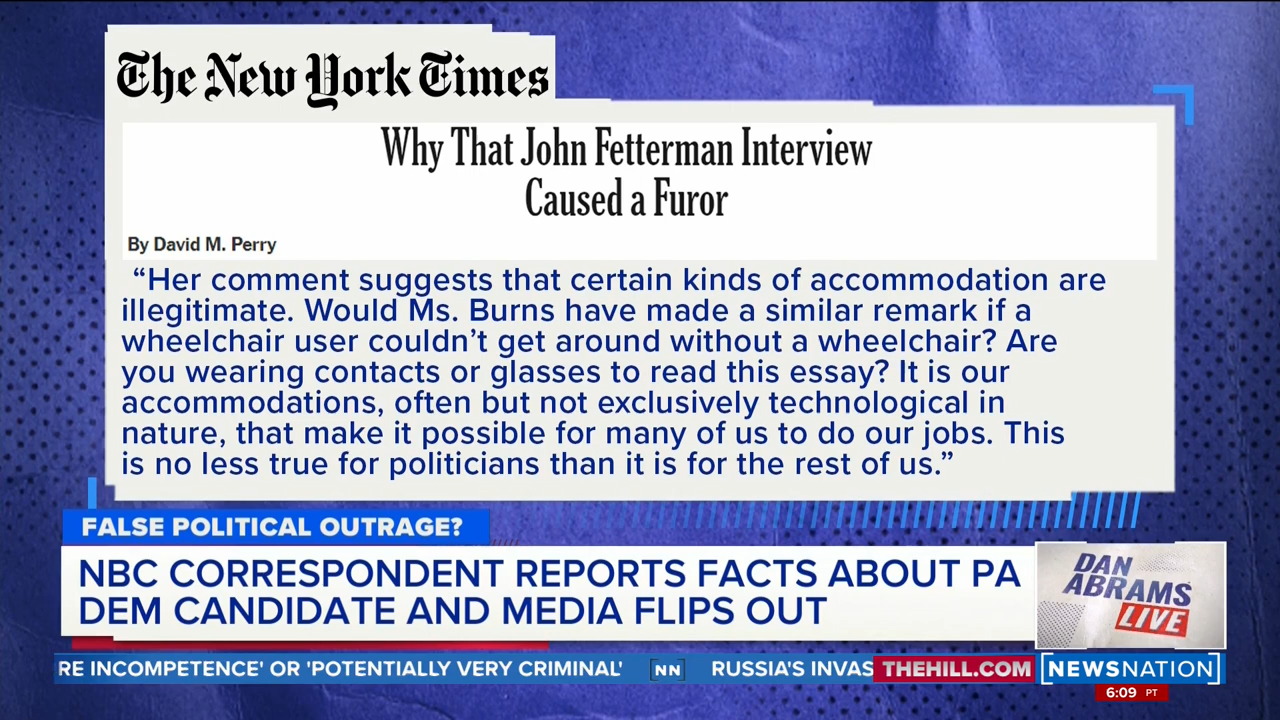 The New York Times
Why That John Fetterman Interview
Caused a Furor
By David M. Perry
“Her comment suggests that certain kinds of accommodation are
illegitimate. Would Ms. Burns have made a similar remark if a
wheelchair user couldn’t get around without a wheelchair? Are
you wearing contacts or glasses to read this essay? It is our
accommodations, often but not exclusively technological in
nature, that make it possible for many of us to do our jobs. This
is no less true for politicians than it is for the rest of us.”
FALSE POLITICAL OUTRAGE?
NBC CORRESPONDENT REPORTS FACTS ABOUT PA
DEM CANDIDATE AND MEDIA FLIPS OUT
DAN
ABRAMS
LIVE
RE INCOMPETENCE' OR 'POTENTIALLY VERY CRIMINAL' NN RUSSIA'S INVAS THEHILL.COM NEWSNATION
6:09 PT